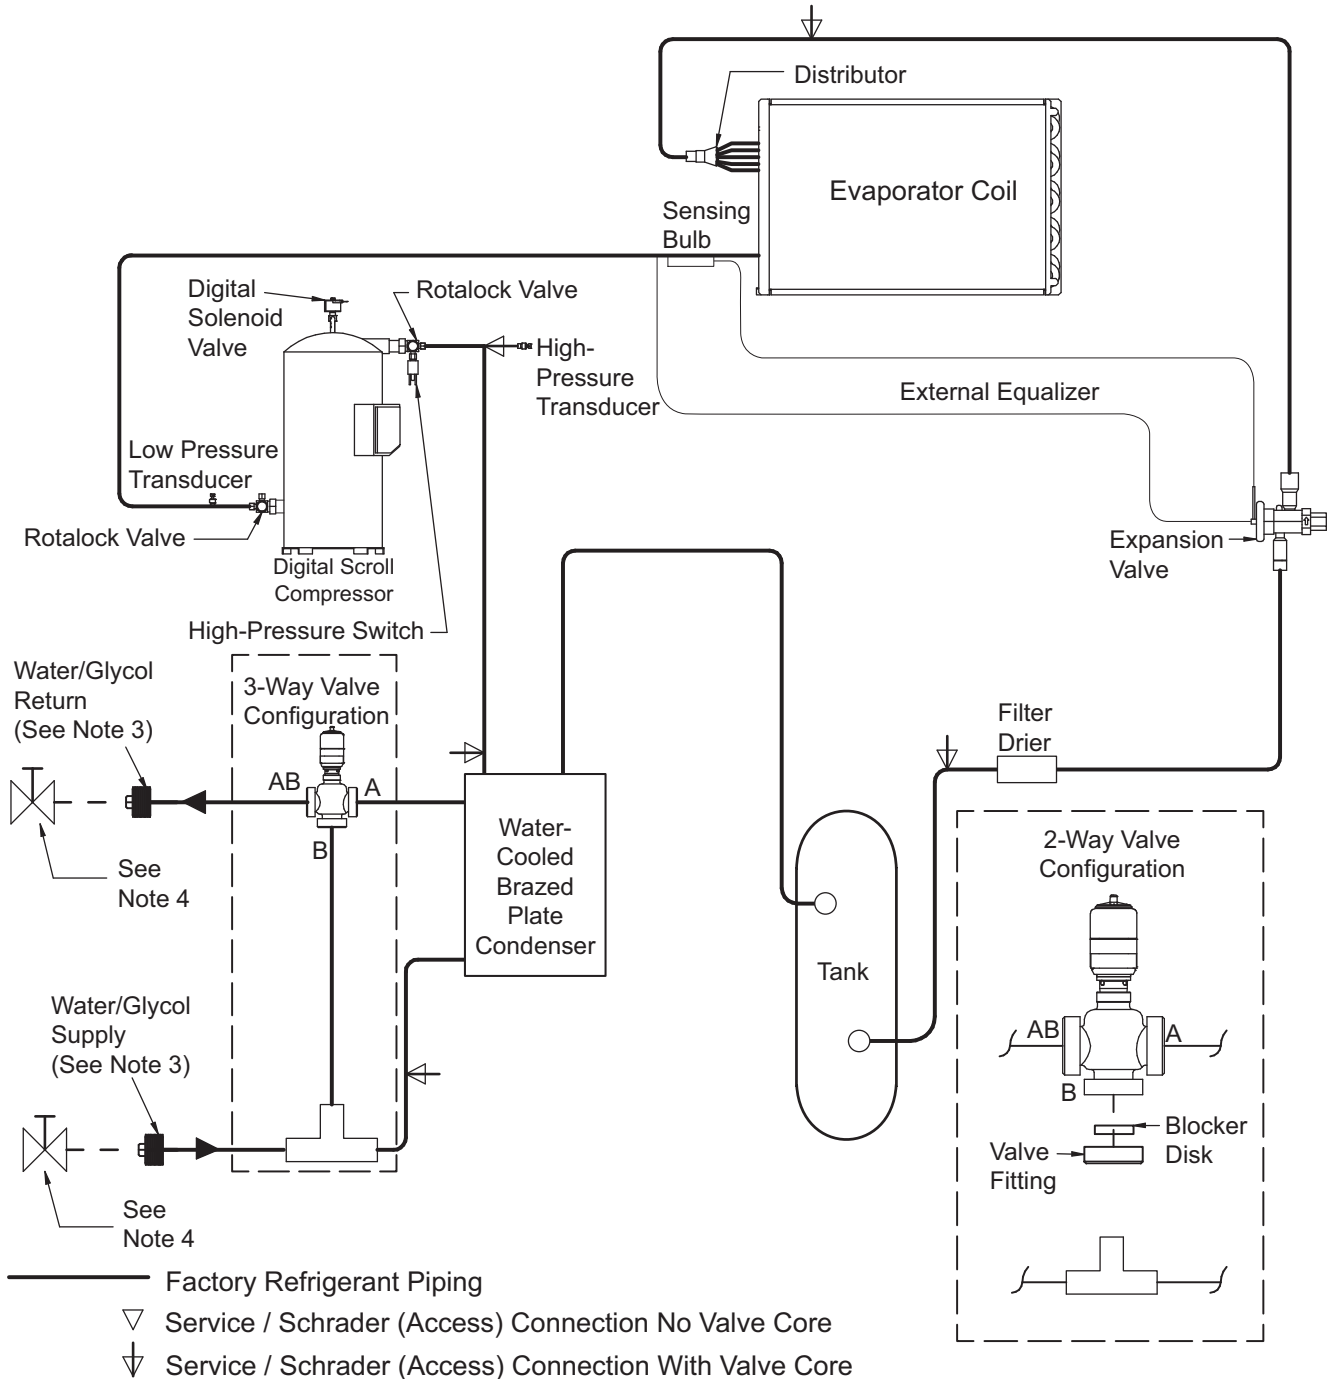 Distributor
Evaporator Coil
Sensing
Bulb
Digital
Solenoid
Valve
Rotalock Valve
High-
Pressure
Transducer
External Equalizer
Low Pressure
Transducer
Rotalock Valve
Expansion
Valve
Digital Scroll
Compressor
High-Pressure Switch
Water/Glycol
Return
(See Note 3)
3-Way Valve
Configuration
Filter
Drier
AB
A
B
See
Note 4
Water-
Cooled
Brazed
Plate
Condenser
2-Way Valve
Configuration
Tank
Water/Glycol
Supply
(See Note 3)
AB
A
B
Blocker
Disk
Valve
Fitting
See
Note 4
Factory Refrigerant Piping
Service / Schrader (Access) Connection No Valve Core
Service / Schrader (Access) Connection With Valve Core